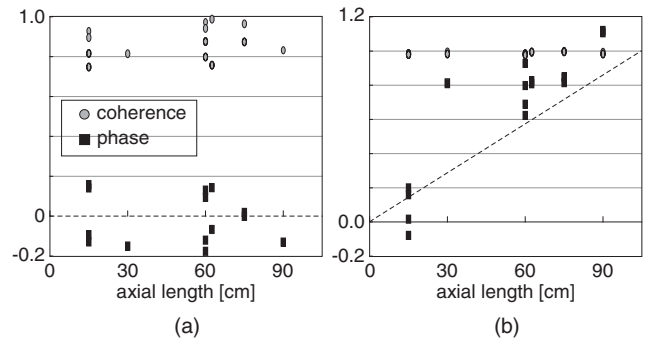 1.0
coherence
phase
0
-0.2
0 30 60 90
axial length [cm]
(a)
1.2
0.0
-0.2
0 30 60 90
axial length [cm]
(b)